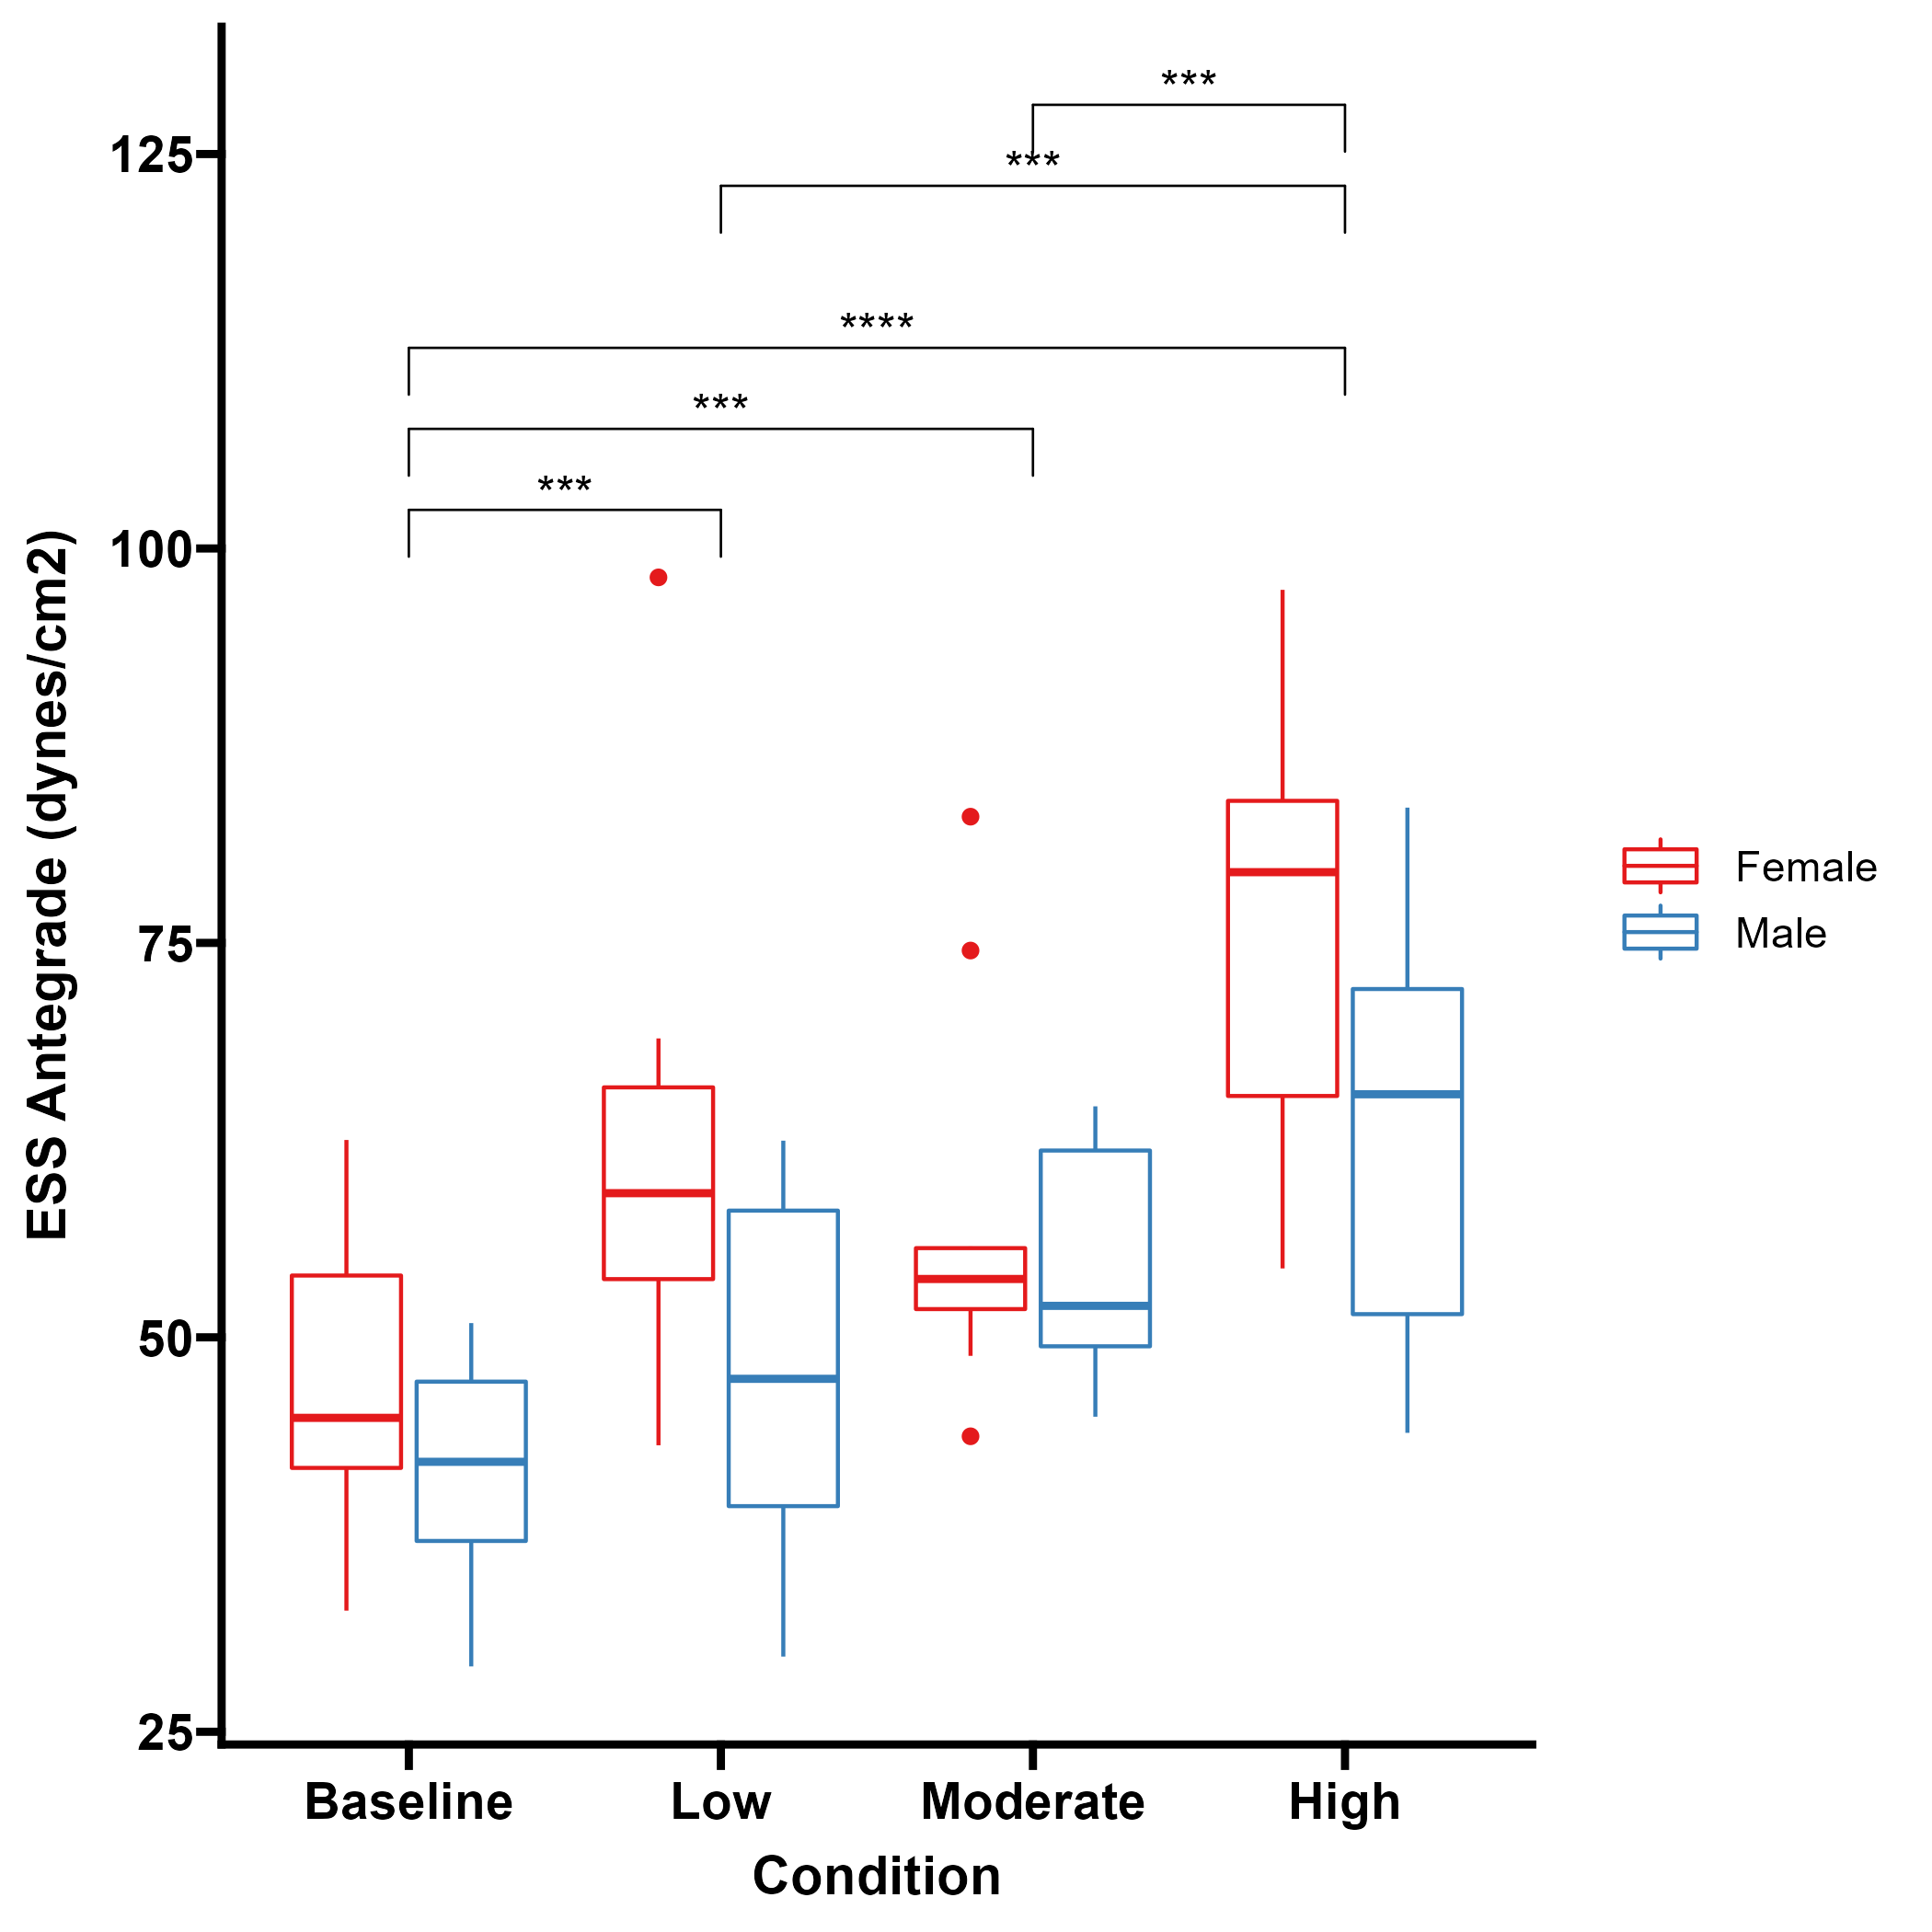 ***
125
***
****
***
***
100
75
50
25
ESS Antegrade (dynes/cm2)
Female
Male
Baseline Low Moderate High
Condition